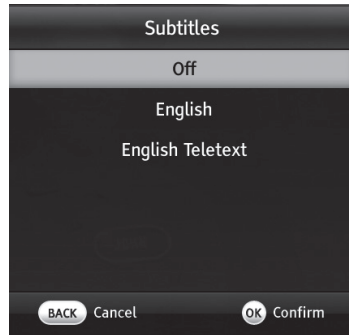 Subtitles
Off
English
English Teletext
BACK Cancel OK Confirm